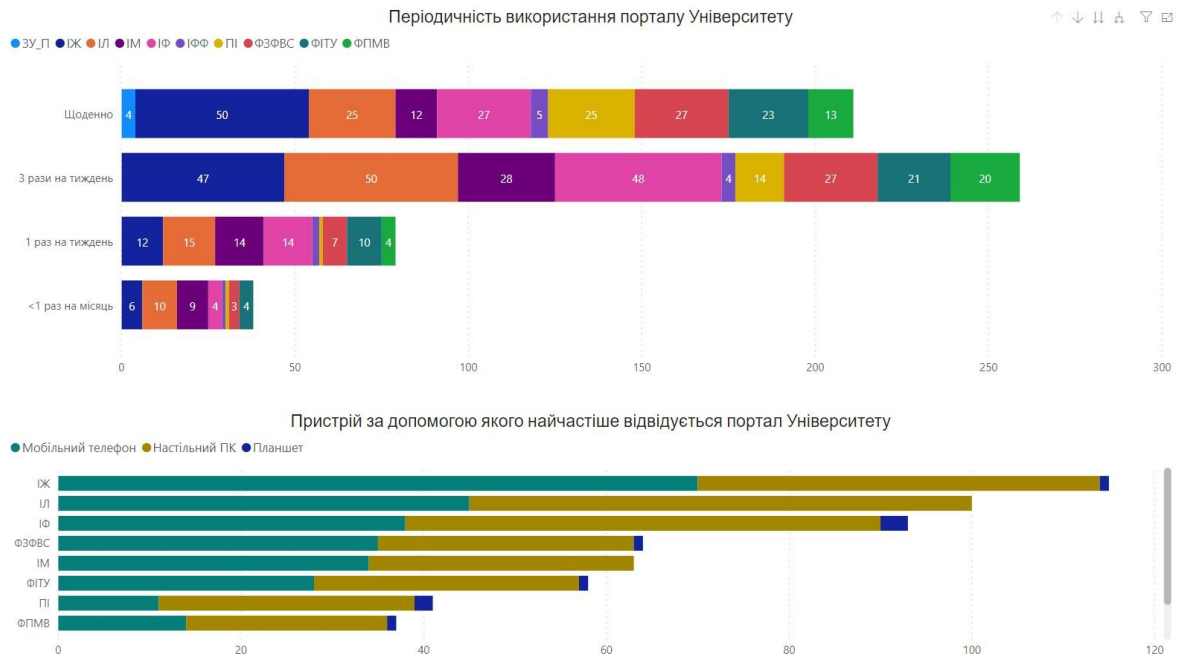 Періодичність використання порталу Університету
ЗУ_П ІЖ ІЛ ІМ ІФ ІФФ ПІ ФЗФВС ФІТУ ФПМВ
Щоденно 4 50 25 12 27 5 25 27 23 13
3 рази на тиждень 47 50 28 48 4 14 27 21 20
1 раз на тиждень 12 15 14 14 7 10 4
<1 раз на місяць 6 10 9 4 3 4
0 50 100 150 200 250 300
Пристрій за допомогою якого найчастіше відвідується портал Університету
Мобільний телефон Настільний ПК Планшет
ІЖ
ІЛ
ІФ
ФЗФВС
ІМ
ФІТУ
ПІ
ФПМВ
0 20 40 60 80 100 120